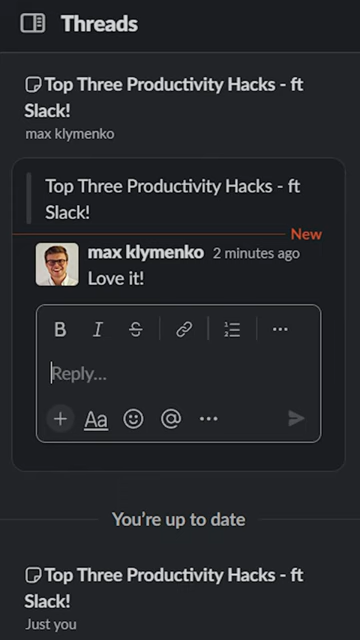 Threads
Top Three Productivity Hacks - ft
Slack!
max klymenko
Top Three Productivity Hacks - ft
Slack!
New
max klymenko 2 minutes ago
Love it!
B I S
Reply...
+ Aa @
You're up to date
Top Three Productivity Hacks - ft
Slack!
Just you